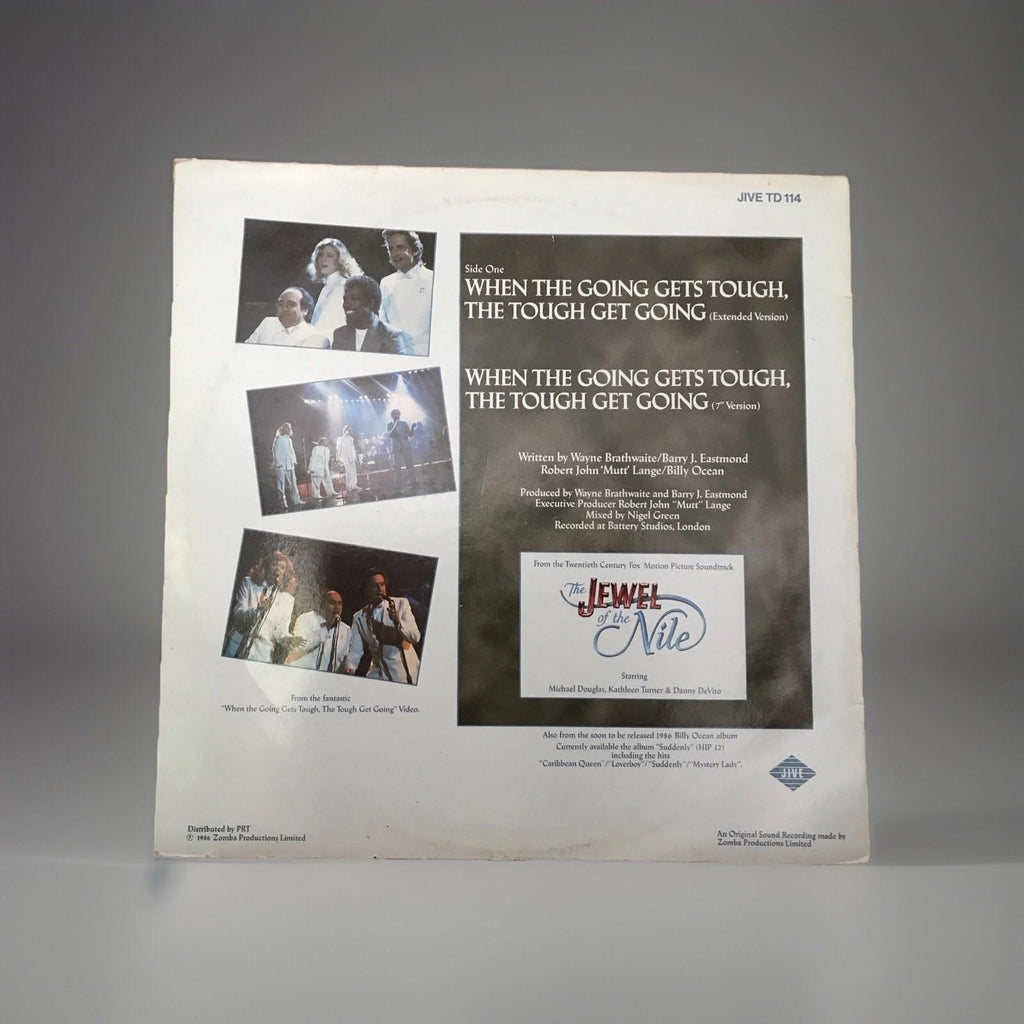 JIVE TD 114
Side One
WHEN THE GOING GETS TOUGH,
THE TOUGH GET GOING (Extended Version)
WHEN THE GOING GETS TOUGH,
THE TOUGH GET GOING (7" Version)
Written by Wayne Brathwaite/Barry J. Eastmond
Robert John 'Mutt' Lange/Billy Ocean
Produced by Wayne Brathwaite and Barry J. Eastmond
Executive Producer Robert John "Mutt" Lange
Mixed by Nigel Green
Recorded at Battery Studios, London
From the Twentieth Century Fox Motion Picture Soundtrack
The JEWEL
of the Nile
Starring
Michael Douglas, Kathleen Turner & Danny DeVito
From the fantastic
"When the Going Gets Tough, The Tough Get Going" Video.
Also from the soon to be released 1986 Billy Ocean album
Currently available the album "Suddenly" (HIP 12)
including the hits
"Caribbean Queen"/"Loverboy"/"Suddenly"/"Mystery Lady".
JIVE
Distributed by PRT
℗ 1986 Zomba Productions Limited
An Original Sound Recording made by
Zomba Productions Limited